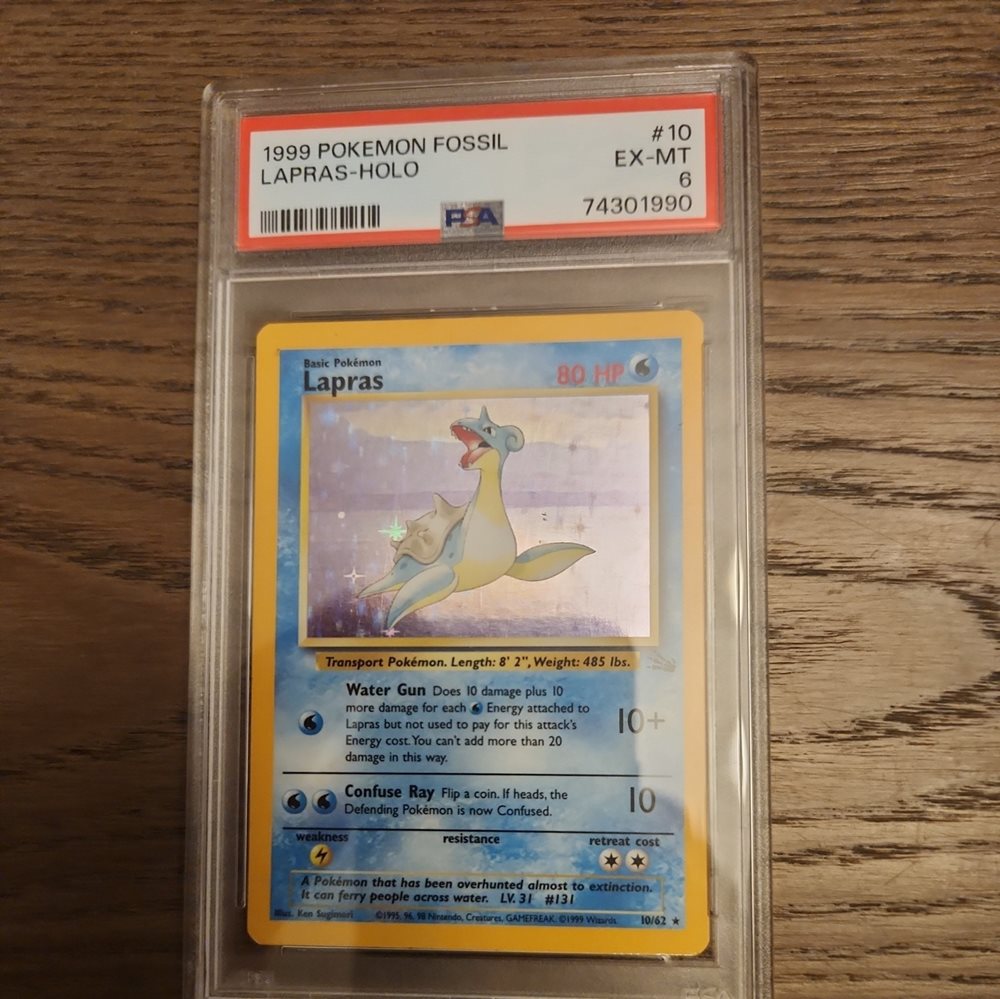 1999 POKEMON FOSSIL
LAPRAS-HOLO
#10
EX-MT
6
74301990
PSA
Basic Pokémon
Lapras
80 HP
Transport Pokémon. Length: 8' 2", Weight: 485 lbs.
Water Gun Does 10 damage plus 10
more damage for each Energy attached to
Lapras but not used to pay for this attack's
Energy cost. You can't add more than 20
damage in this way.
10+
Confuse Ray Flip a coin. If heads, the
Defending Pokémon is now Confused.
10
weakness
resistance
retreat cost
A Pokémon that has been overhunted almost to extinction.
It can ferry people across water. LV. 31 #131
Illus. Ken Sugimori ©1995, 96, 98 Nintendo, Creatures, GAMEFREAK. ©1999 Wizards. 10/62 ★